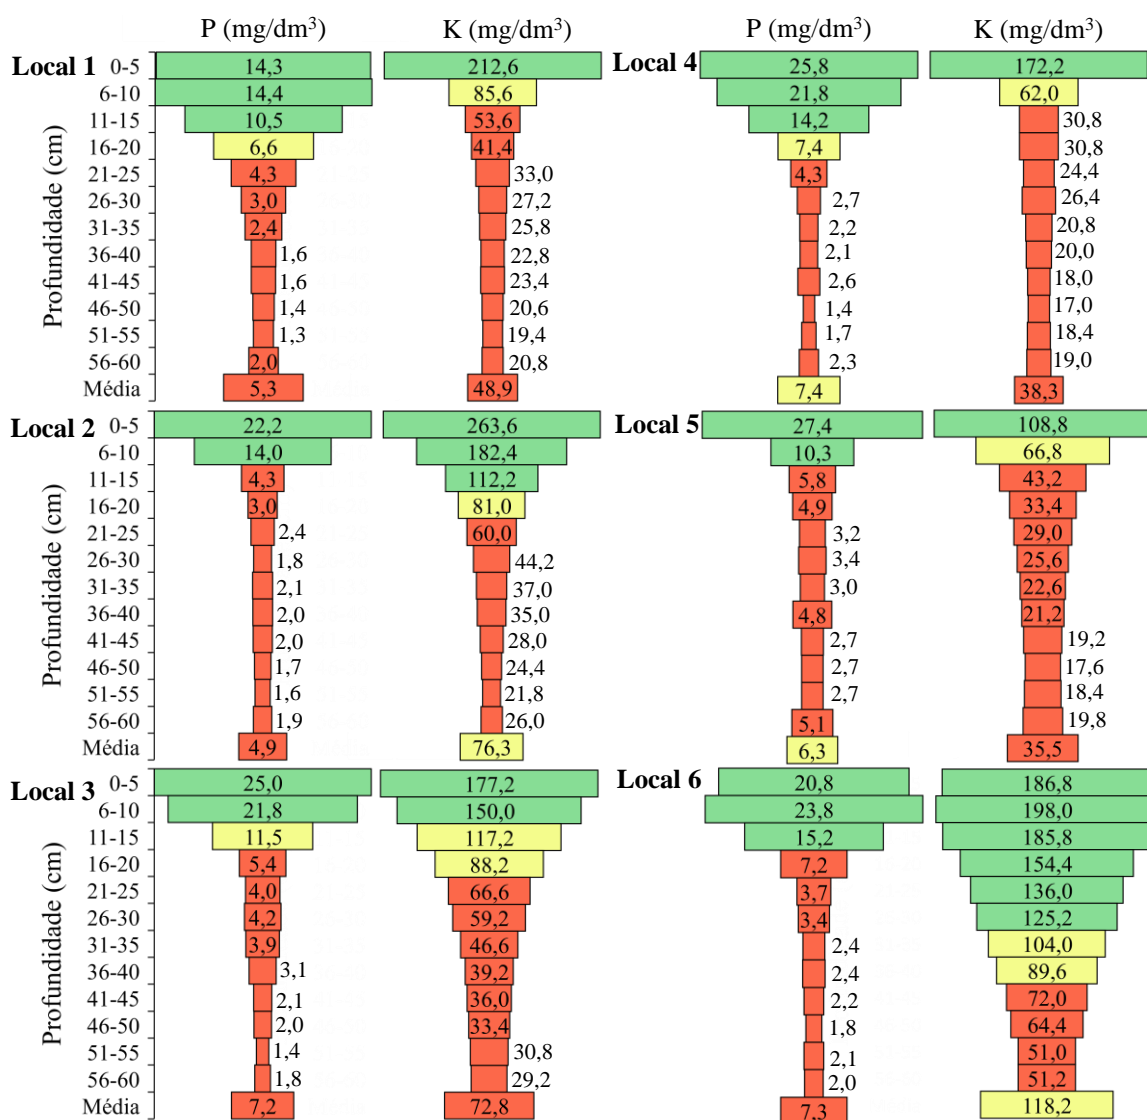 P (mg/dm³) K (mg/dm³) P (mg/dm³) K (mg/dm³)
Local 1 0-5 14,3 212,6 Local 4 25,8 172,2
6-10 14,4 85,6 21,8 62,0
11-15 10,5 53,6 14,2 30,8
16-20 6,6 41,4 7,4 30,8
21-25 4,3 33,0 4,3 24,4
26-30 3,0 27,2 2,7 26,4
31-35 2,4 25,8 2,2 20,8
36-40 1,6 22,8 2,1 20,0
41-45 1,6 23,4 2,6 18,0
46-50 1,4 20,6 1,4 17,0
51-55 1,3 19,4 1,7 18,4
56-60 2,0 20,8 2,3 19,0
Média 5,3 48,9 7,4 38,3
Profundidade (cm)
Local 2 0-5 22,2 263,6 Local 5 27,4 108,8
6-10 14,0 182,4 10,3 66,8
11-15 4,3 112,2 5,8 43,2
16-20 3,0 81,0 4,9 33,4
21-25 2,4 60,0 3,2 29,0
26-30 1,8 44,2 3,4 25,6
31-35 2,1 37,0 3,0 22,6
36-40 2,0 35,0 4,8 21,2
41-45 2,0 28,0 2,7 19,2
46-50 1,7 24,4 2,7 17,6
51-55 1,6 21,8 2,7 18,4
56-60 1,9 26,0 5,1 19,8
Média 4,9 76,3 6,3 35,5
Profundidade (cm)
Local 3 0-5 25,0 177,2 Local 6 20,8 186,8
6-10 21,8 150,0 23,8 198,0
11-15 11,5 117,2 15,2 185,8
16-20 5,4 88,2 7,2 154,4
21-25 4,0 66,6 3,7 136,0
26-30 4,2 59,2 3,4 125,2
31-35 3,9 46,6 2,4 104,0
36-40 3,1 39,2 2,4 89,6
41-45 2,1 36,0 2,2 72,0
46-50 2,0 33,4 1,8 64,4
51-55 1,4 30,8 2,1 51,0
56-60 1,8 29,2 2,0 51,2
Média 7,2 72,8 7,3 118,2
Profundidade (cm)